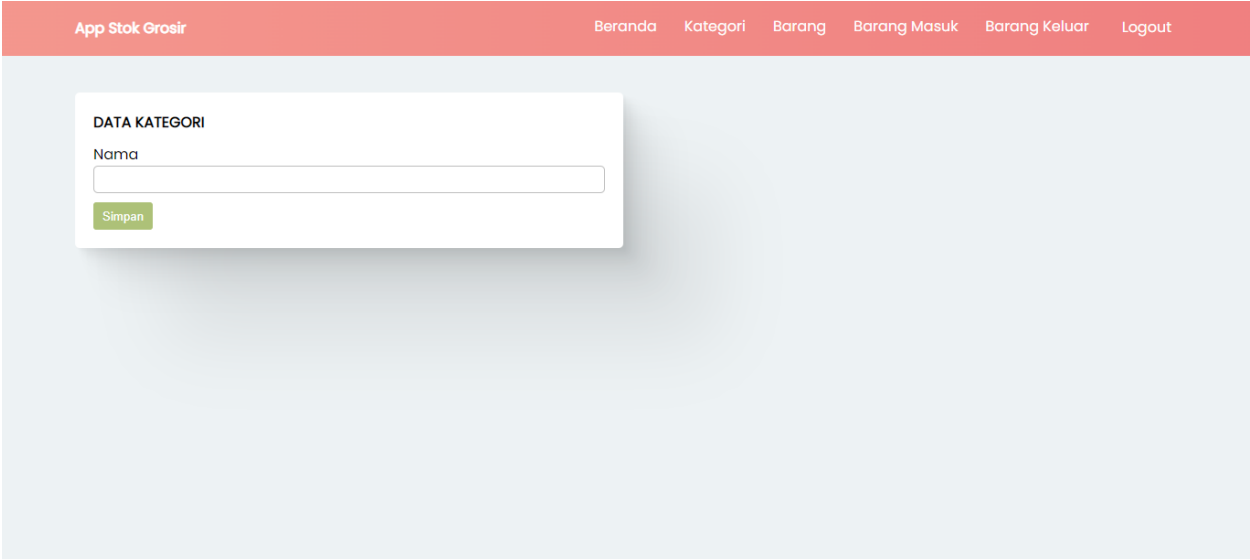 App Stok Grosir Beranda Kategori Barang Barang Masuk Barang Keluar Logout
DATA KATEGORI
Nama
Simpan